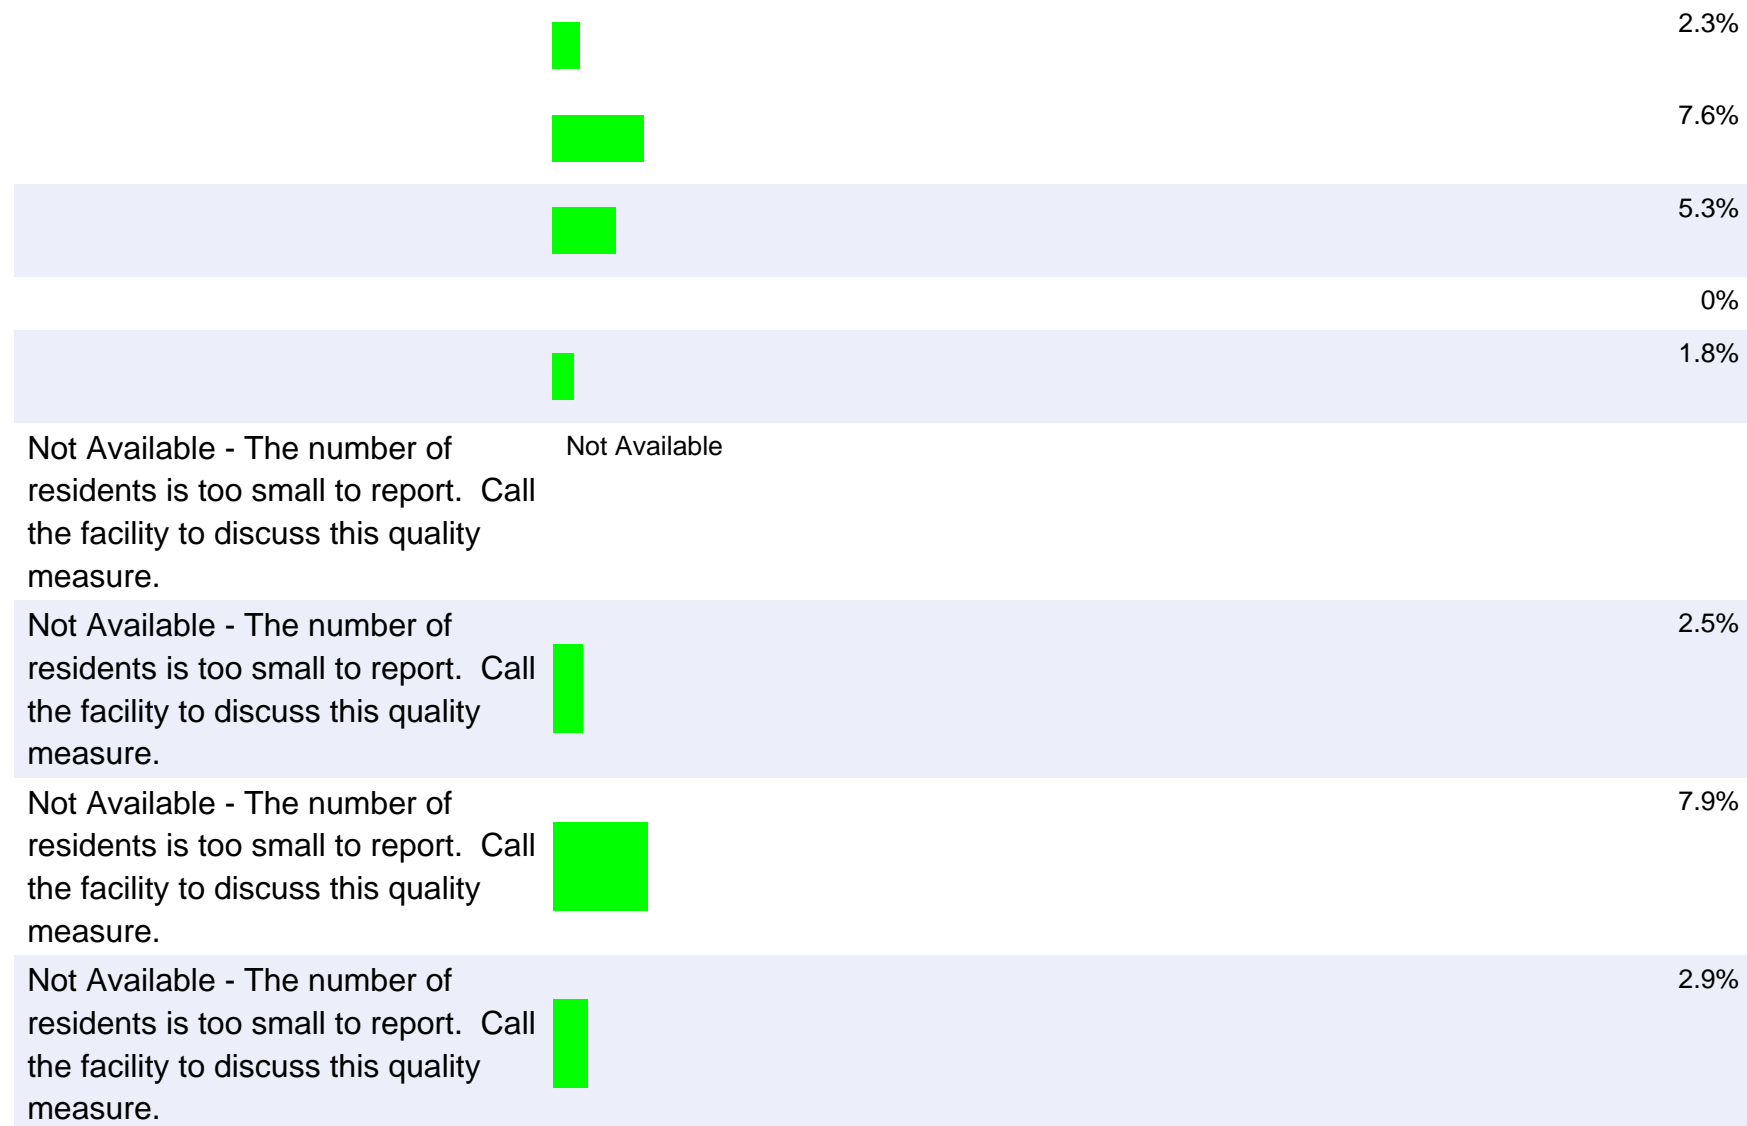 2.3%
7.6%
5.3%
0%
1.8%
Not Available - The number of
residents is too small to report.  Call
the facility to discuss this quality
measure.
Not Available
Not Available - The number of
residents is too small to report.  Call
the facility to discuss this quality
measure.
2.5%
Not Available - The number of
residents is too small to report.  Call
the facility to discuss this quality
measure.
7.9%
Not Available - The number of
residents is too small to report.  Call
the facility to discuss this quality
measure.
2.9%